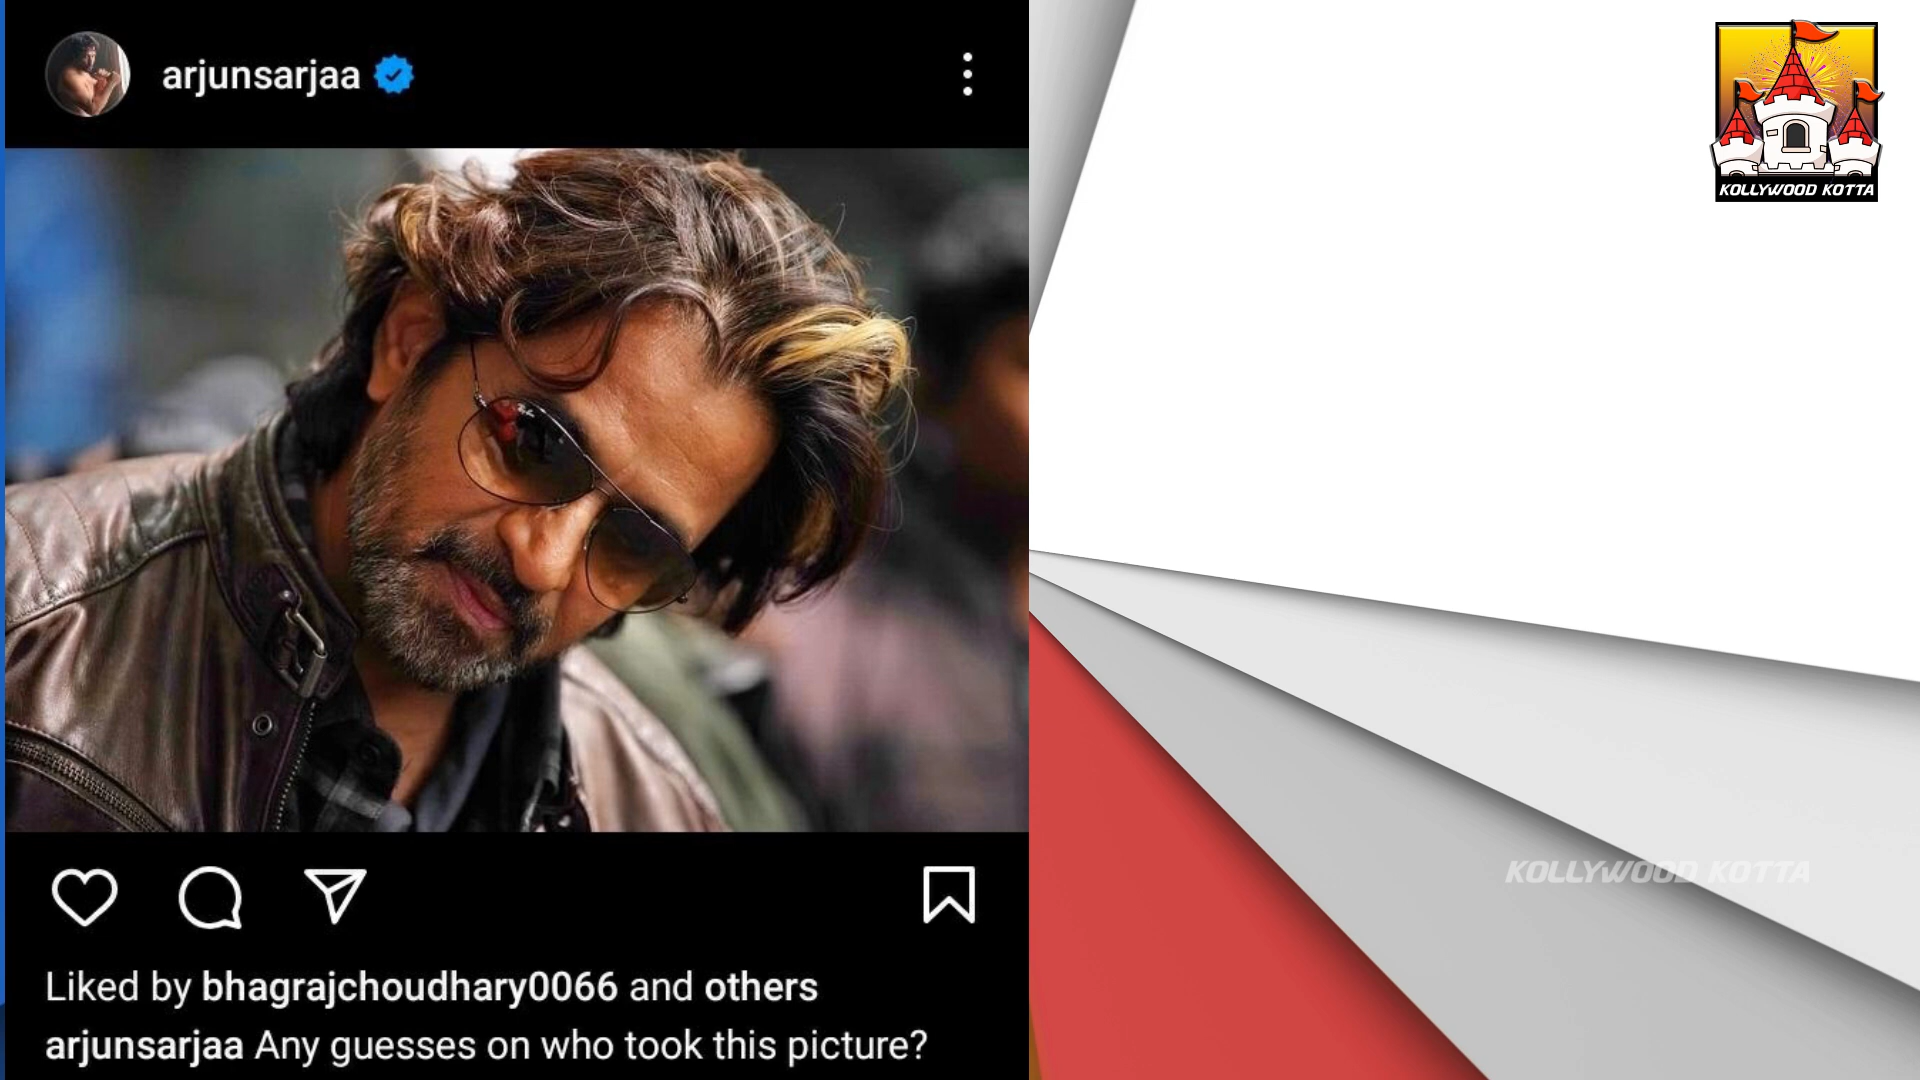 arjunsarjaa
Liked by bhagrajchoudhary0066 and others
arjunsarjaa Any guesses on who took this picture?
KOLLYWOOD KOTTA
KOLLYWOOD KOTTA